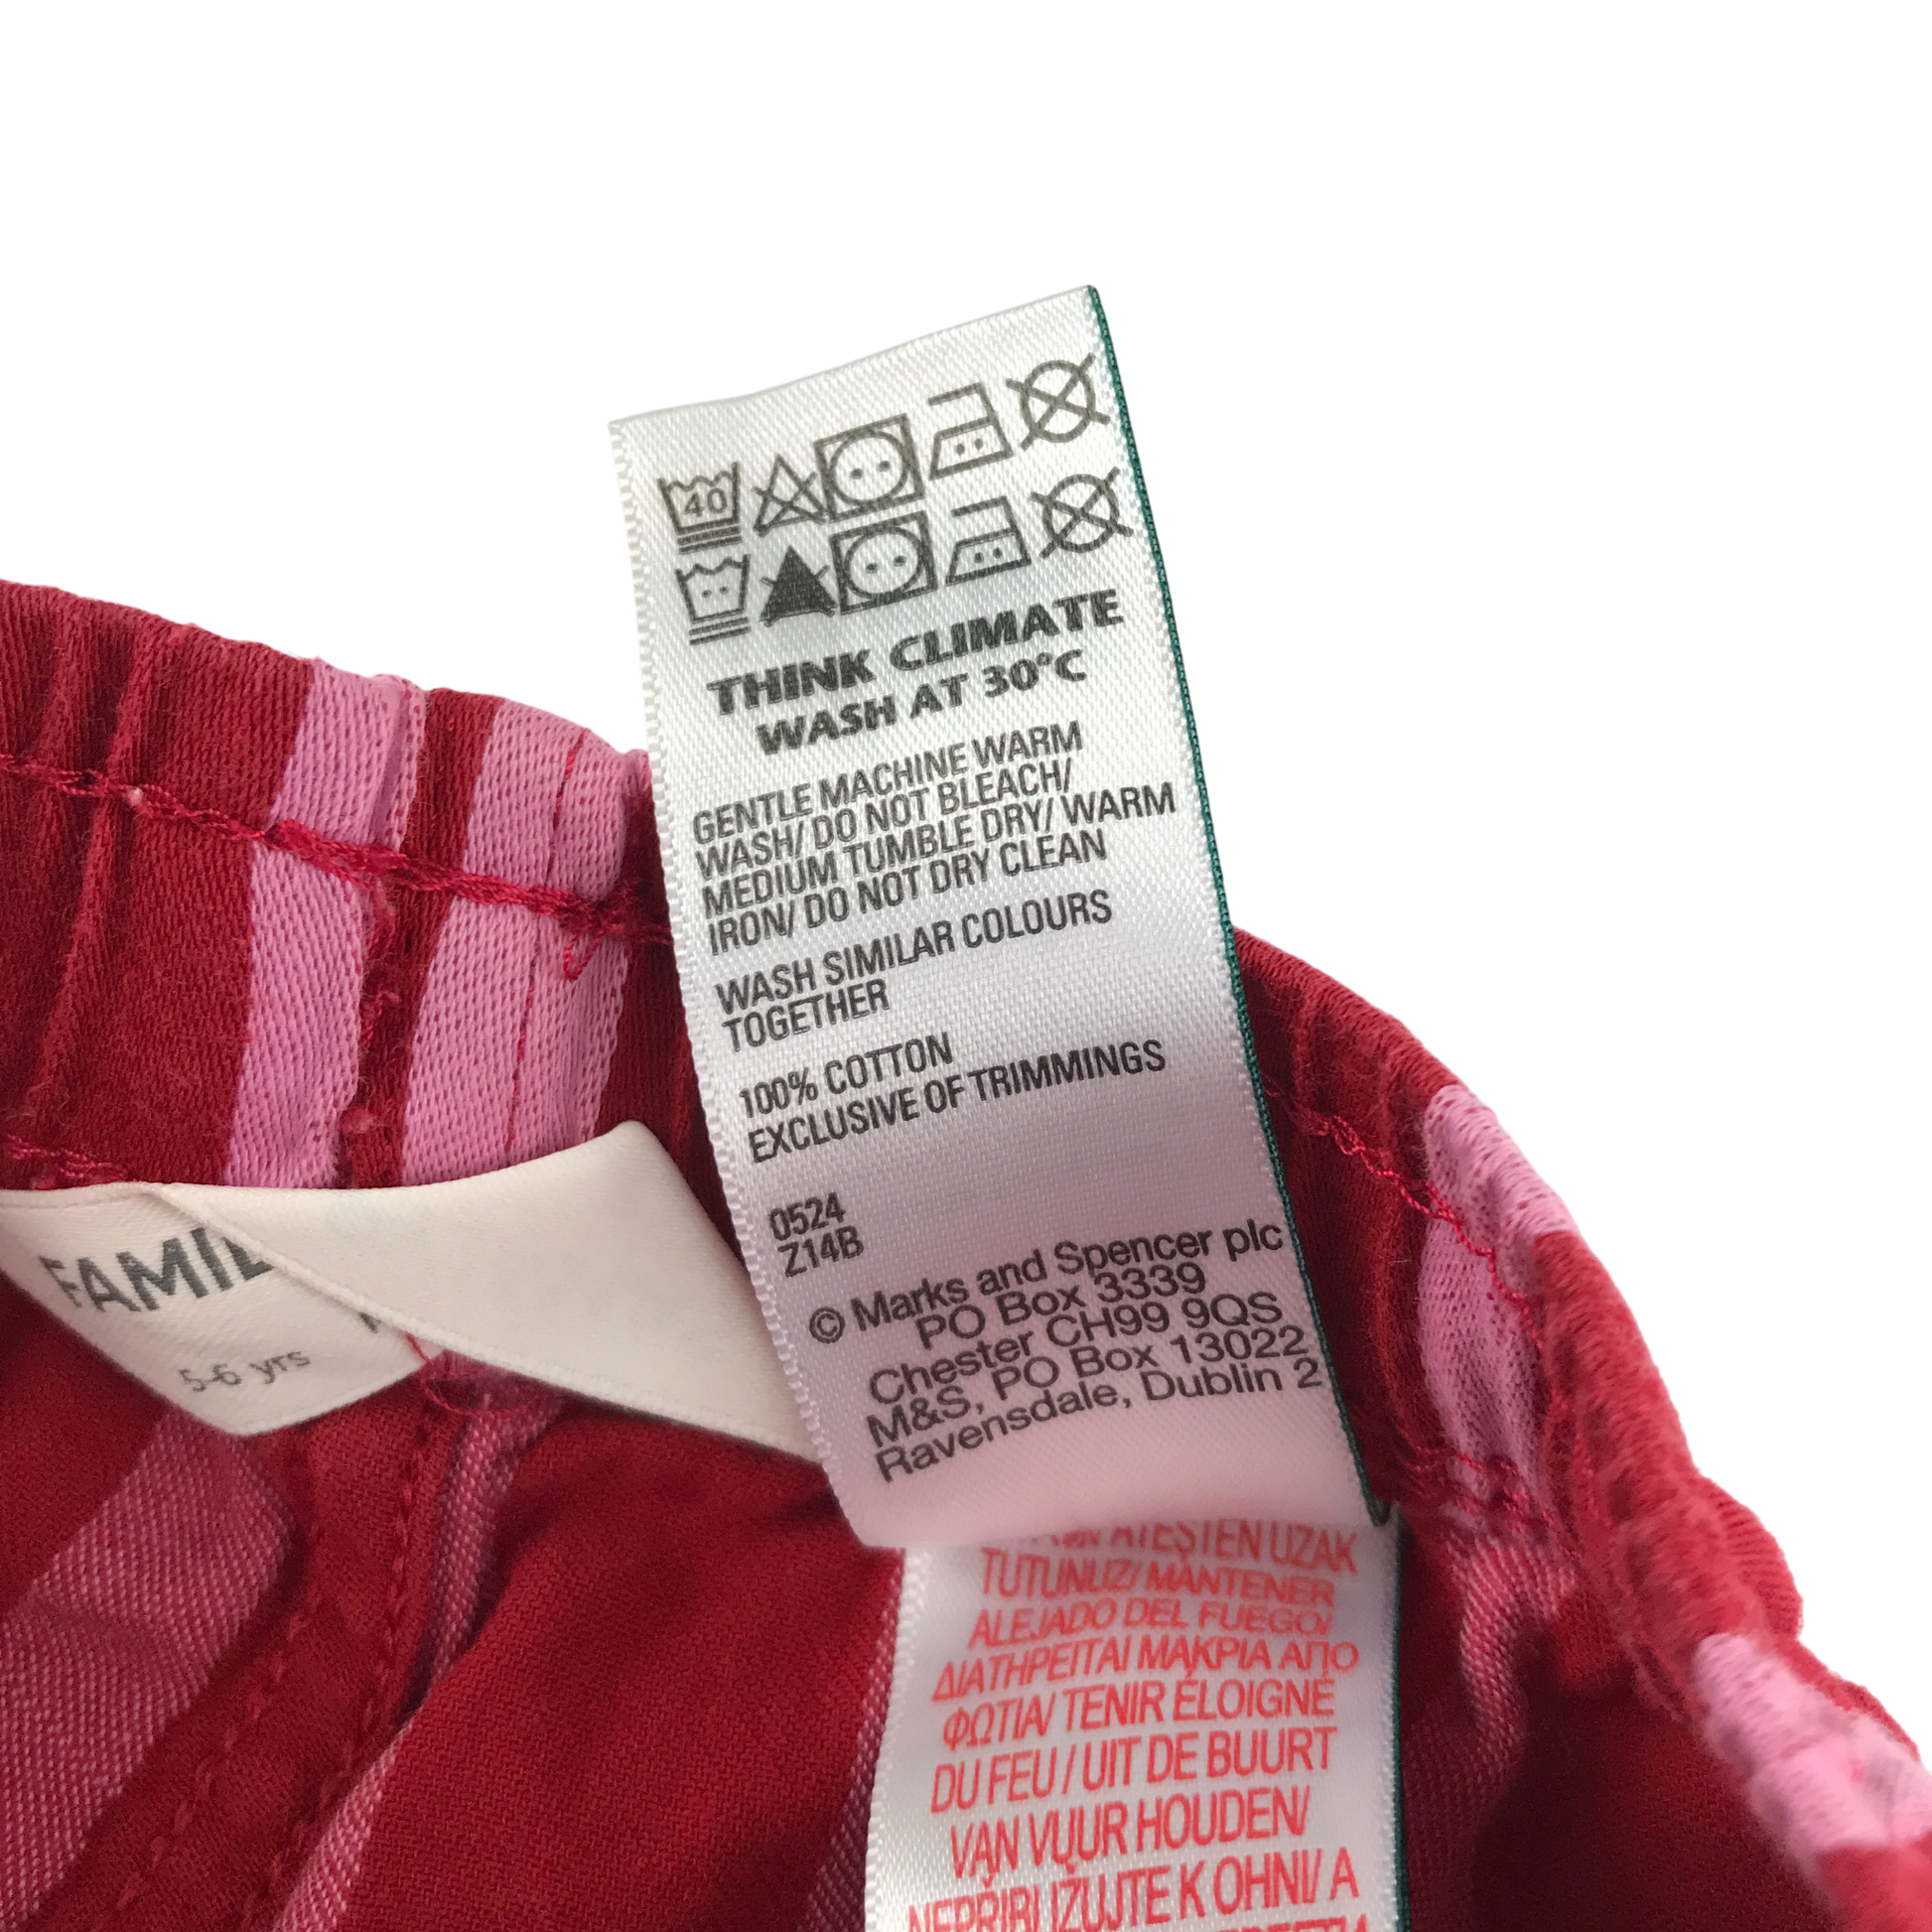 40
THINK CLIMATE
WASH AT 30°C
GENTLE MACHINE WARM
WASH/ DO NOT BLEACH/
MEDIUM TUMBLE DRY/ WARM
IRON/ DO NOT DRY CLEAN
WASH SIMILAR COLOURS
TOGETHER
100% COTTON
EXCLUSIVE OF TRIMMINGS
0524
Z14B
© Marks and Spencer plc
PO Box 3339
Chester CH99 9QS
M&S, PO Box 13022
Ravensdale, Dublin 2
5-6 yrs
ATEŞTEN UZAK
TUTUNUZ/ MANTENER
ALEJADO DEL FUEGO/
ΔΙΑΤΗΡΕΙΤΑΙ ΜΑΚΡΙΑ ΑΠΟ
ΦΩΤΙΑ/ TENIR ÉLOIGNÉ
DU FEU / UIT DE BUURT
VAN VUUR HOUDEN/
NEPŘIBLIŽUJTE K OHNI/ A